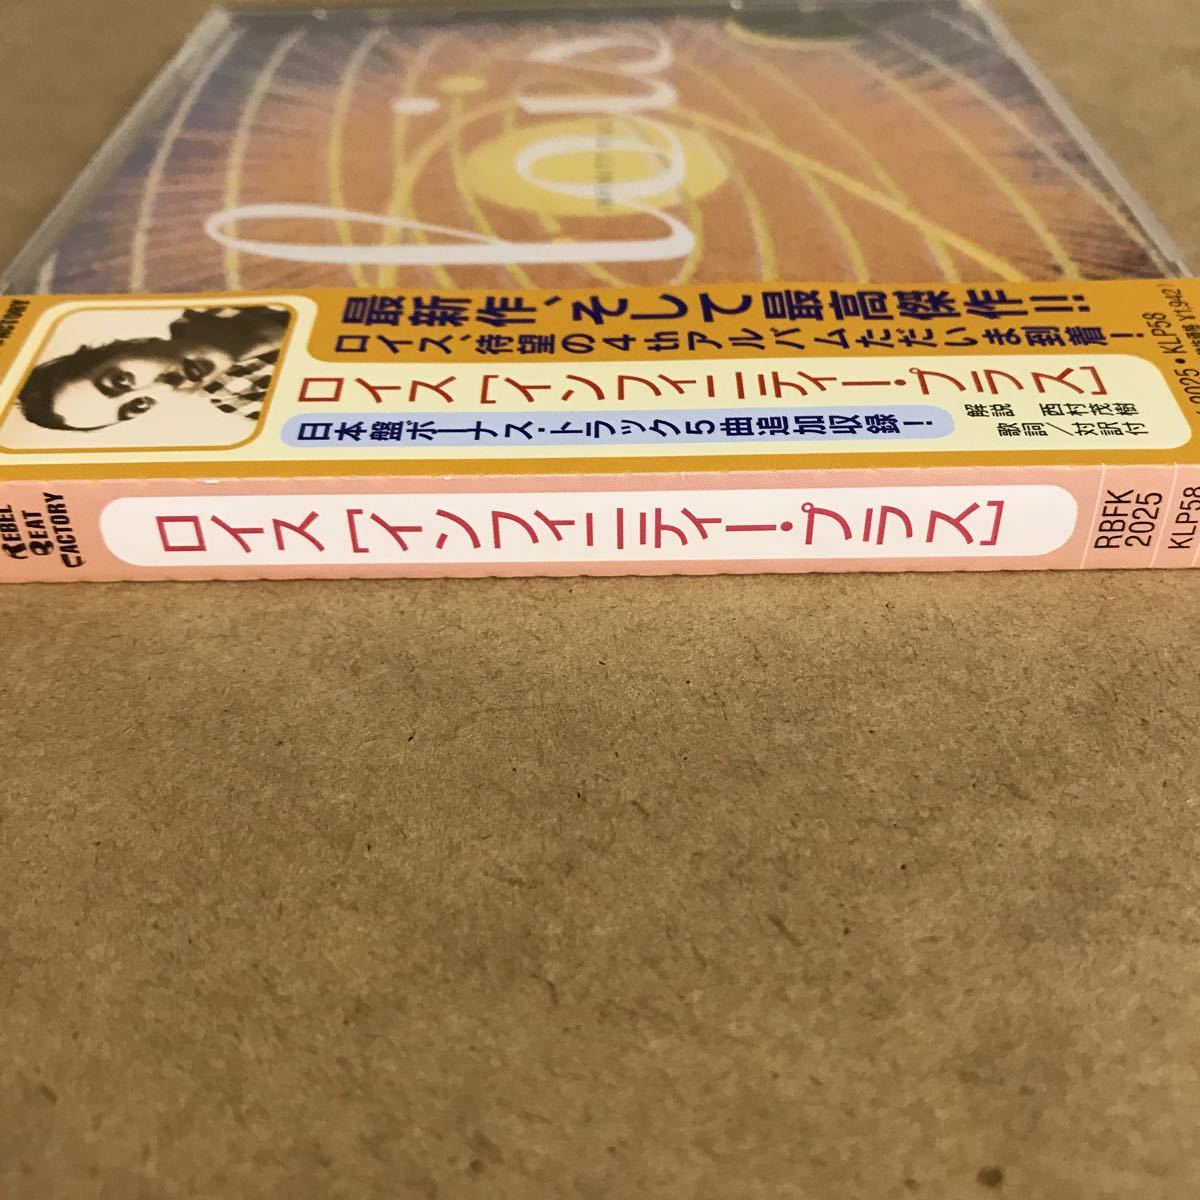 lois
FACTORY
最新作、そして最高傑作!!
ロイス、待望の4thアルバムただいま到着!
ロイス [インフィニティー・プラス]
日本盤ボーナス・トラック5曲追加収録!
解説 西村茂樹
歌詞/対訳付
2025・KLP58
¥1,942
REBEL
BEAT
FACTORY
ロイス [インフィニティー・プラス]
RBFK
2025
KLP58